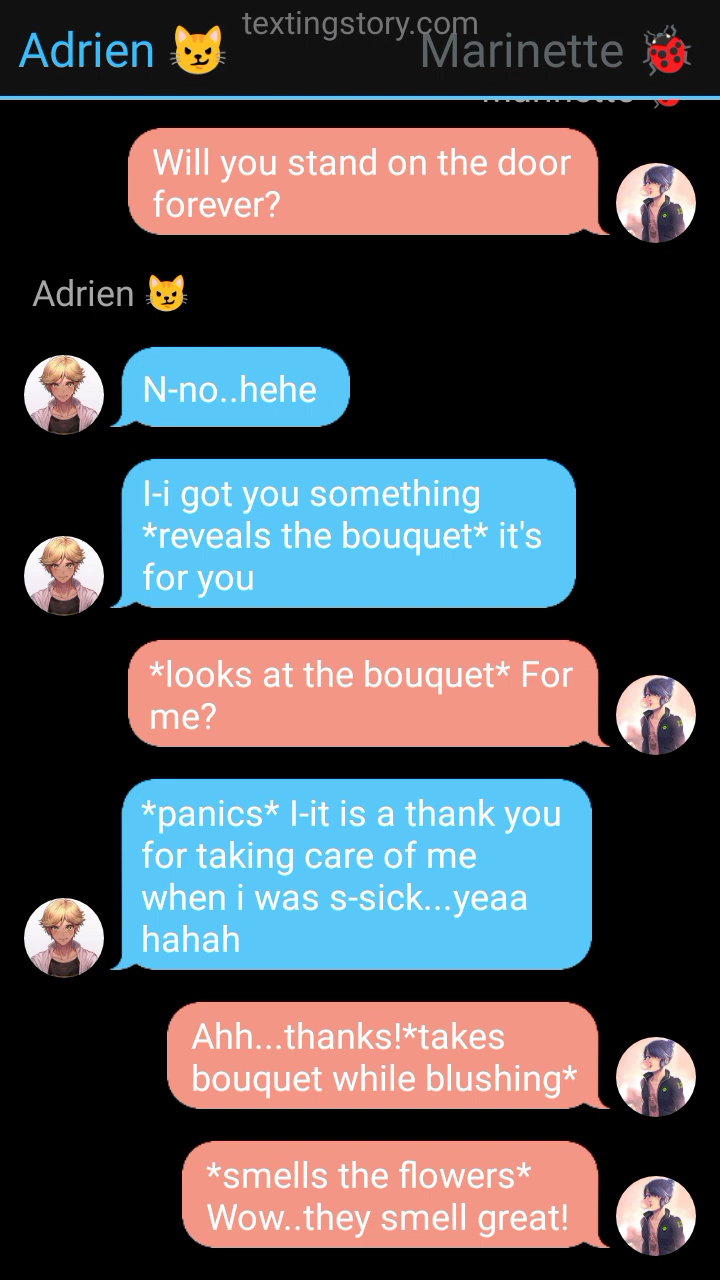 textingstory.com
Adrien 😼 Marinette 🐞
Marinette 🐞
Will you stand on the door
forever?
Adrien 😼
N-no..hehe
I-i got you something
*reveals the bouquet* it's
for you
*looks at the bouquet* For
me?
*panics* I-it is a thank you
for taking care of me
when i was s-sick...yeaa
hahah
Ahh...thanks!*takes
bouquet while blushing*
*smells the flowers*
Wow..they smell great!